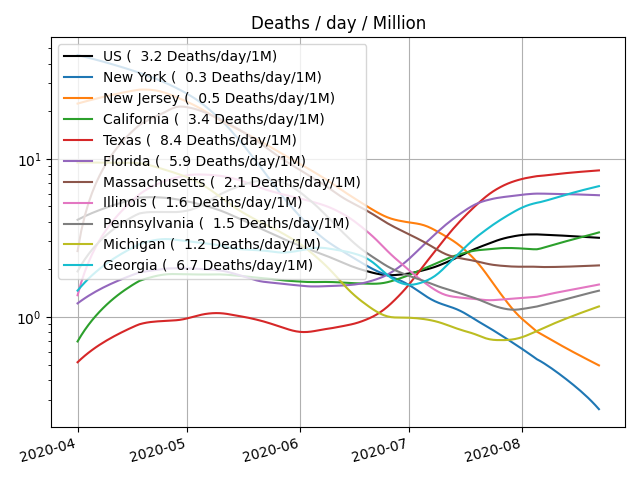 Deaths / day / Million
US (  3.2 Deaths/day/1M)
New York (  0.3 Deaths/day/1M)
New Jersey (  0.5 Deaths/day/1M)
California (  3.4 Deaths/day/1M)
Texas (  8.4 Deaths/day/1M)
Florida (  5.9 Deaths/day/1M)
Massachusetts (  2.1 Deaths/day/1M)
Illinois (  1.6 Deaths/day/1M)
Pennsylvania (  1.5 Deaths/day/1M)
Michigan (  1.2 Deaths/day/1M)
Georgia (  6.7 Deaths/day/1M)
10¹
10⁰
2020-04 2020-05 2020-06 2020-07 2020-08